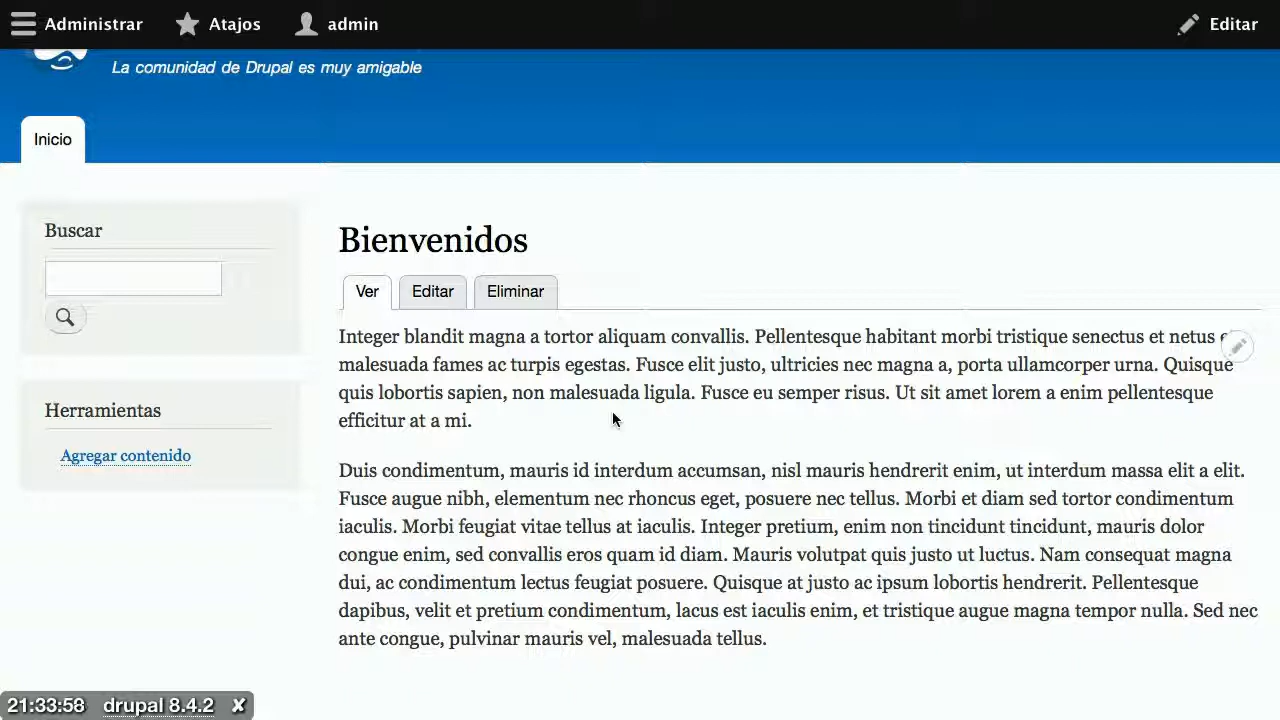 Administrar Atajos admin Editar
La comunidad de Drupal es muy amigable
Inicio
Buscar
Herramientas
Agregar contenido
Bienvenidos
Ver Editar Eliminar
Integer blandit magna a tortor aliquam convallis. Pellentesque habitant morbi tristique senectus et netus
malesuada fames ac turpis egestas. Fusce elit justo, ultricies nec magna a, porta ullamcorper urna. Quisque
quis lobortis sapien, non malesuada ligula. Fusce eu semper risus. Ut sit amet lorem a enim pellentesque
efficitur at a mi.
Duis condimentum, mauris id interdum accumsan, nisl mauris hendrerit enim, ut interdum massa elit a elit.
Fusce augue nibh, elementum nec rhoncus eget, posuere nec tellus. Morbi et diam sed tortor condimentum
iaculis. Morbi feugiat vitae tellus at iaculis. Integer pretium, enim non tincidunt tincidunt, mauris dolor
congue enim, sed convallis eros quam id diam. Mauris volutpat quis justo ut luctus. Nam consequat magna
dui, ac condimentum lectus feugiat posuere. Quisque at justo ac ipsum lobortis hendrerit. Pellentesque
dapibus, velit et pretium condimentum, lacus est iaculis enim, et tristique augue magna tempor nulla. Sed nec
ante congue, pulvinar mauris vel, malesuada tellus.
21:33:58 drupal 8.4.2 ✘